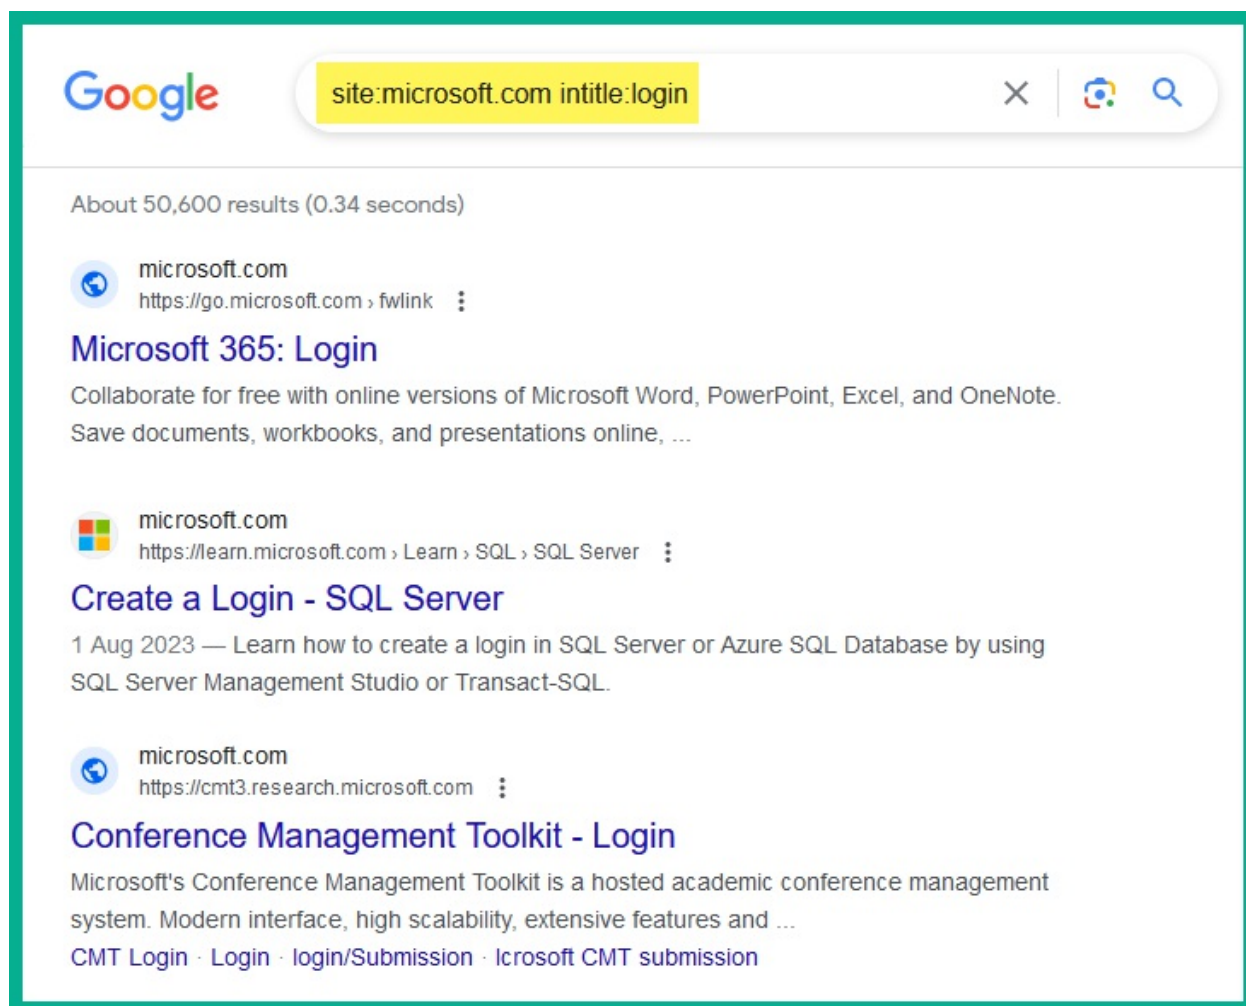 Google
site:microsoft.com intitle:login
About 50,600 results (0.34 seconds)
microsoft.com
https://go.microsoft.com › fwlink
Microsoft 365: Login
Collaborate for free with online versions of Microsoft Word, PowerPoint, Excel, and OneNote.
Save documents, workbooks, and presentations online, ...
microsoft.com
https://learn.microsoft.com › Learn › SQL › SQL Server
Create a Login - SQL Server
1 Aug 2023 — Learn how to create a login in SQL Server or Azure SQL Database by using
SQL Server Management Studio or Transact-SQL.
microsoft.com
https://cmt3.research.microsoft.com
Conference Management Toolkit - Login
Microsoft's Conference Management Toolkit is a hosted academic conference management
system. Modern interface, high scalability, extensive features and ...
CMT Login · Login · login/Submission · Icrosoft CMT submission